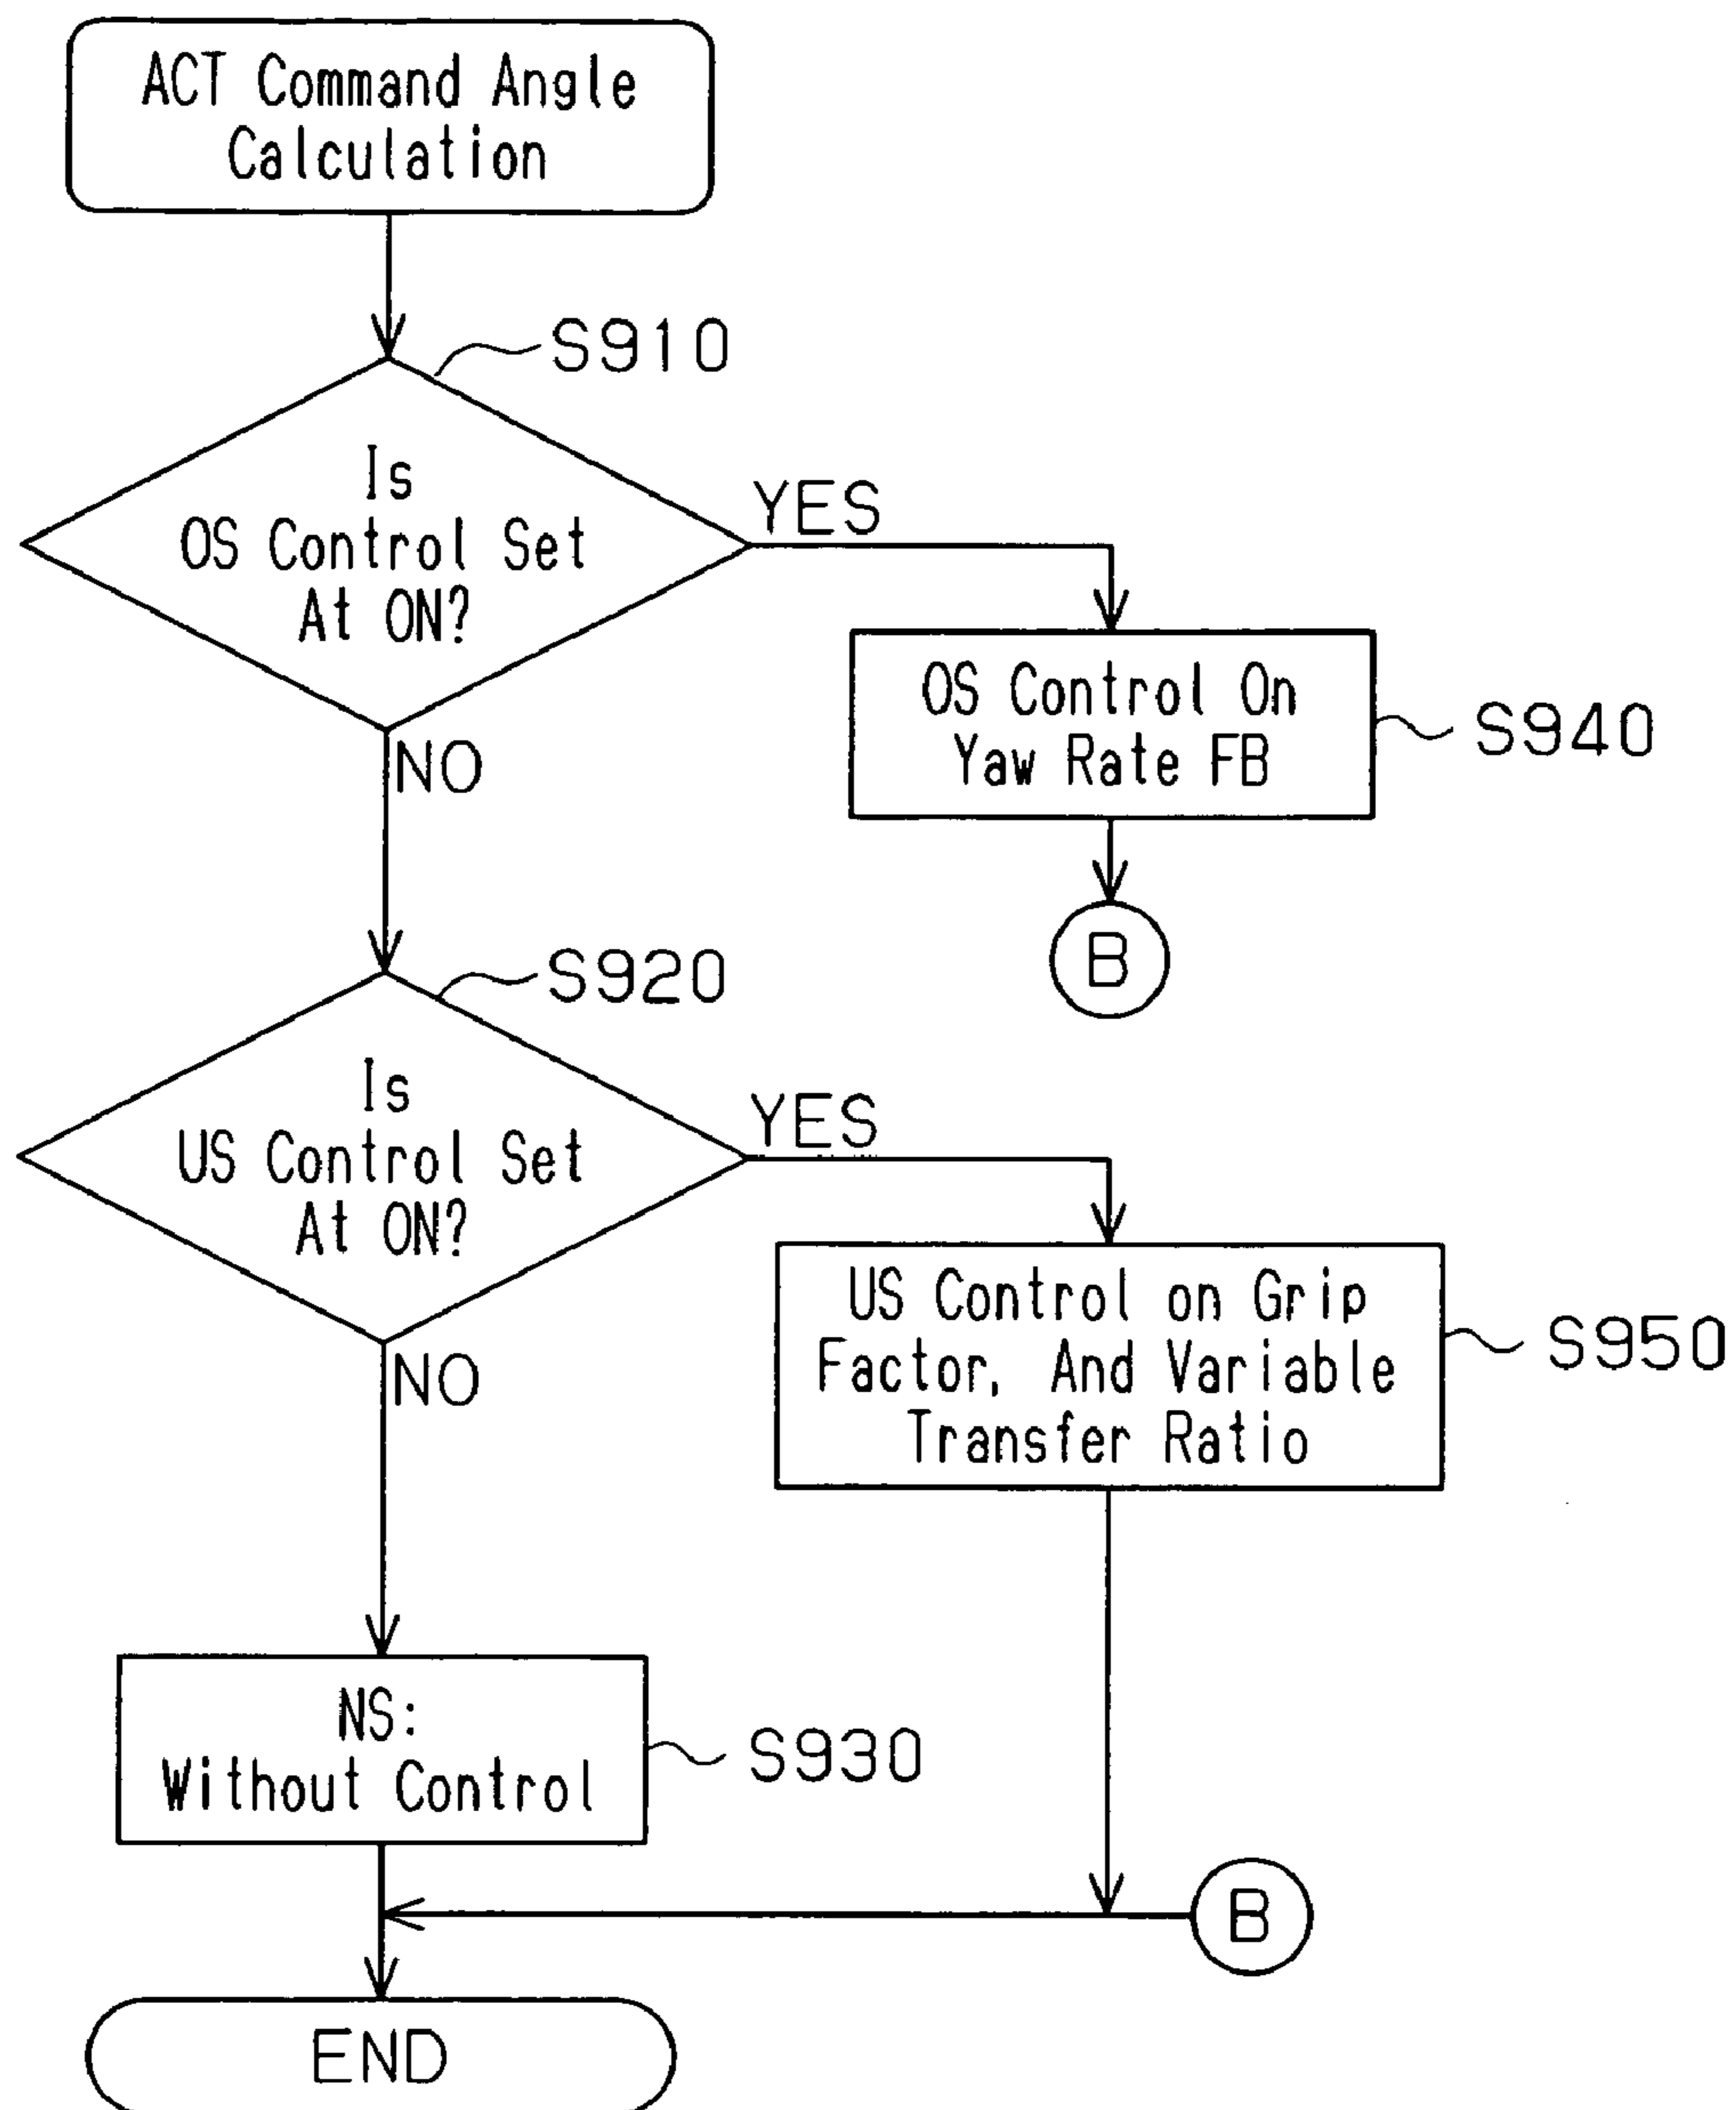 ACT Command Angle
Calculation
S910
Is
OS Control Set
At ON?
YES
NO
OS Control On
Yaw Rate FB
S940
B
S920
Is
US Control Set
At ON?
YES
NO
US Control on Grip
Factor, And Variable
Transfer Ratio
S950
NS:
Without Control
S930
B
END